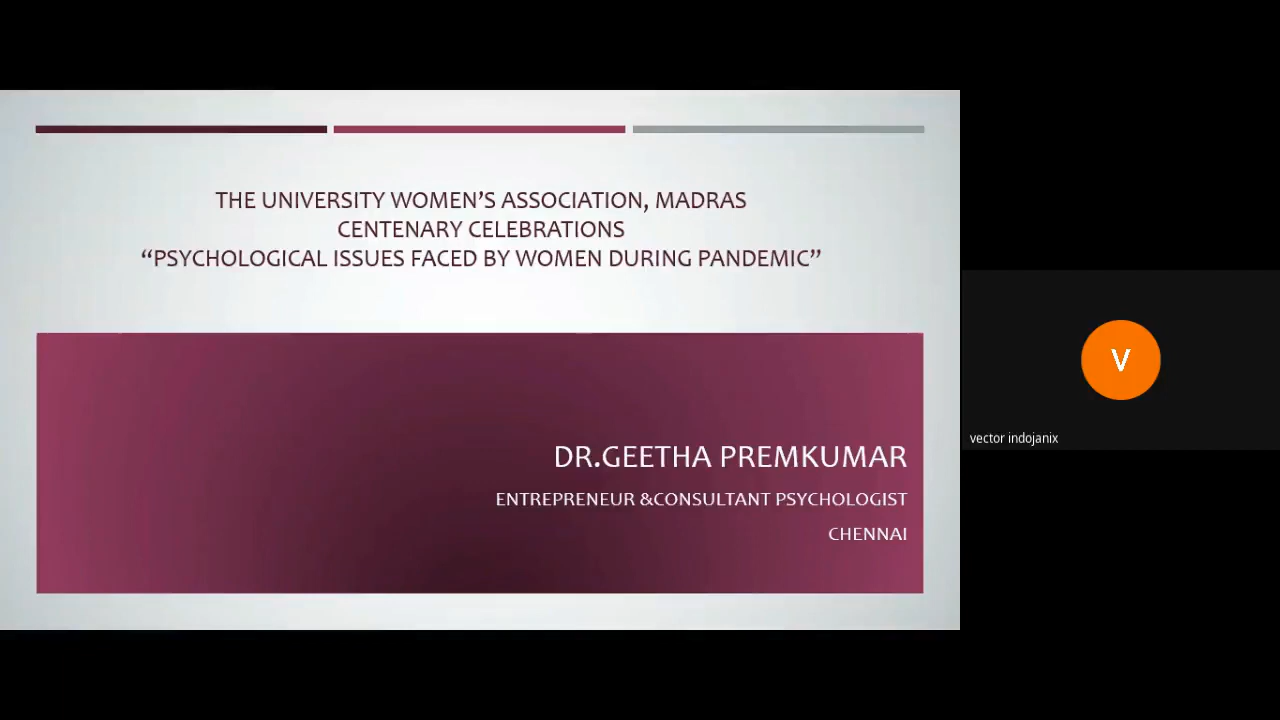 THE UNIVERSITY WOMEN’S ASSOCIATION, MADRAS
CENTENARY CELEBRATIONS
“PSYCHOLOGICAL ISSUES FACED BY WOMEN DURING PANDEMIC”
DR.GEETHA PREMKUMAR
ENTREPRENEUR &CONSULTANT PSYCHOLOGIST
CHENNAI
V
vector indojanix